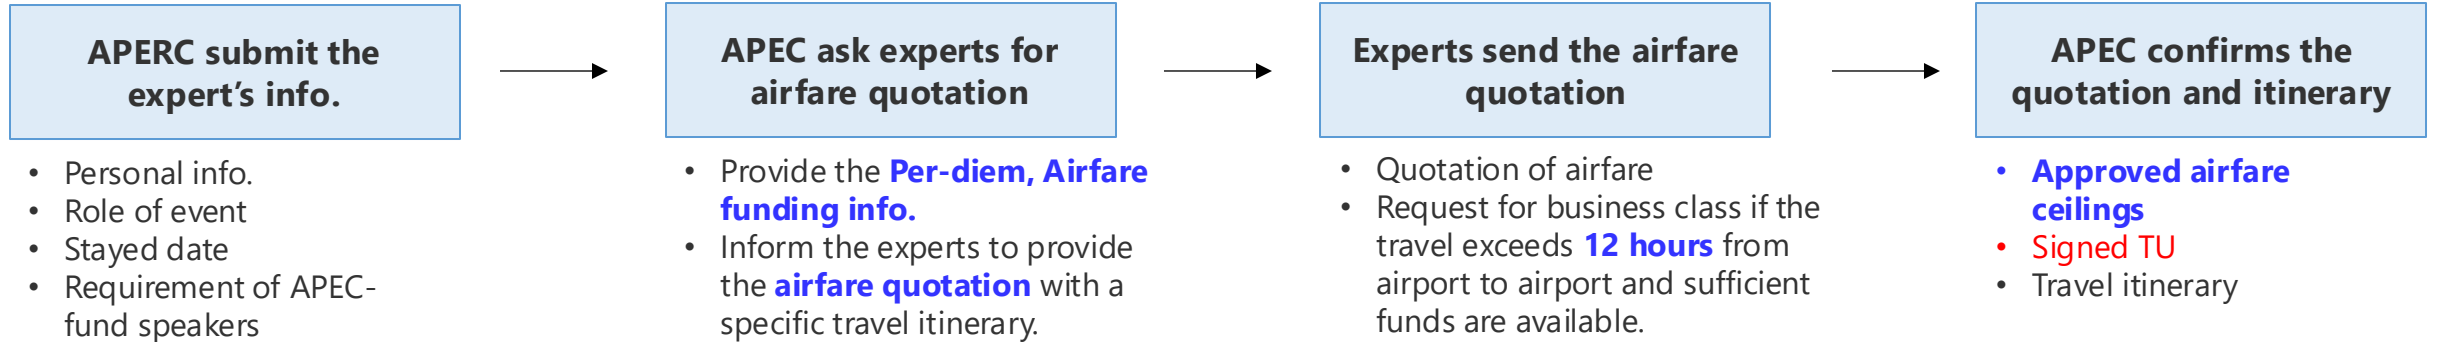 APERC submit the
expert’s info.
• Personal info.
• Role of event
• Stayed date
• Requirement of APEC-
fund speakers
APEC ask experts for
airfare quotation
• Provide the Per-diem, Airfare
funding info.
• Inform the experts to provide
the airfare quotation with a
specific travel itinerary.
Experts send the airfare
quotation
• Quotation of airfare
• Request for business class if the
travel exceeds 12 hours from
airport to airport and sufficient
funds are available.
APEC confirms the
quotation and itinerary
• Approved airfare
ceilings
• Signed TU
• Travel itinerary